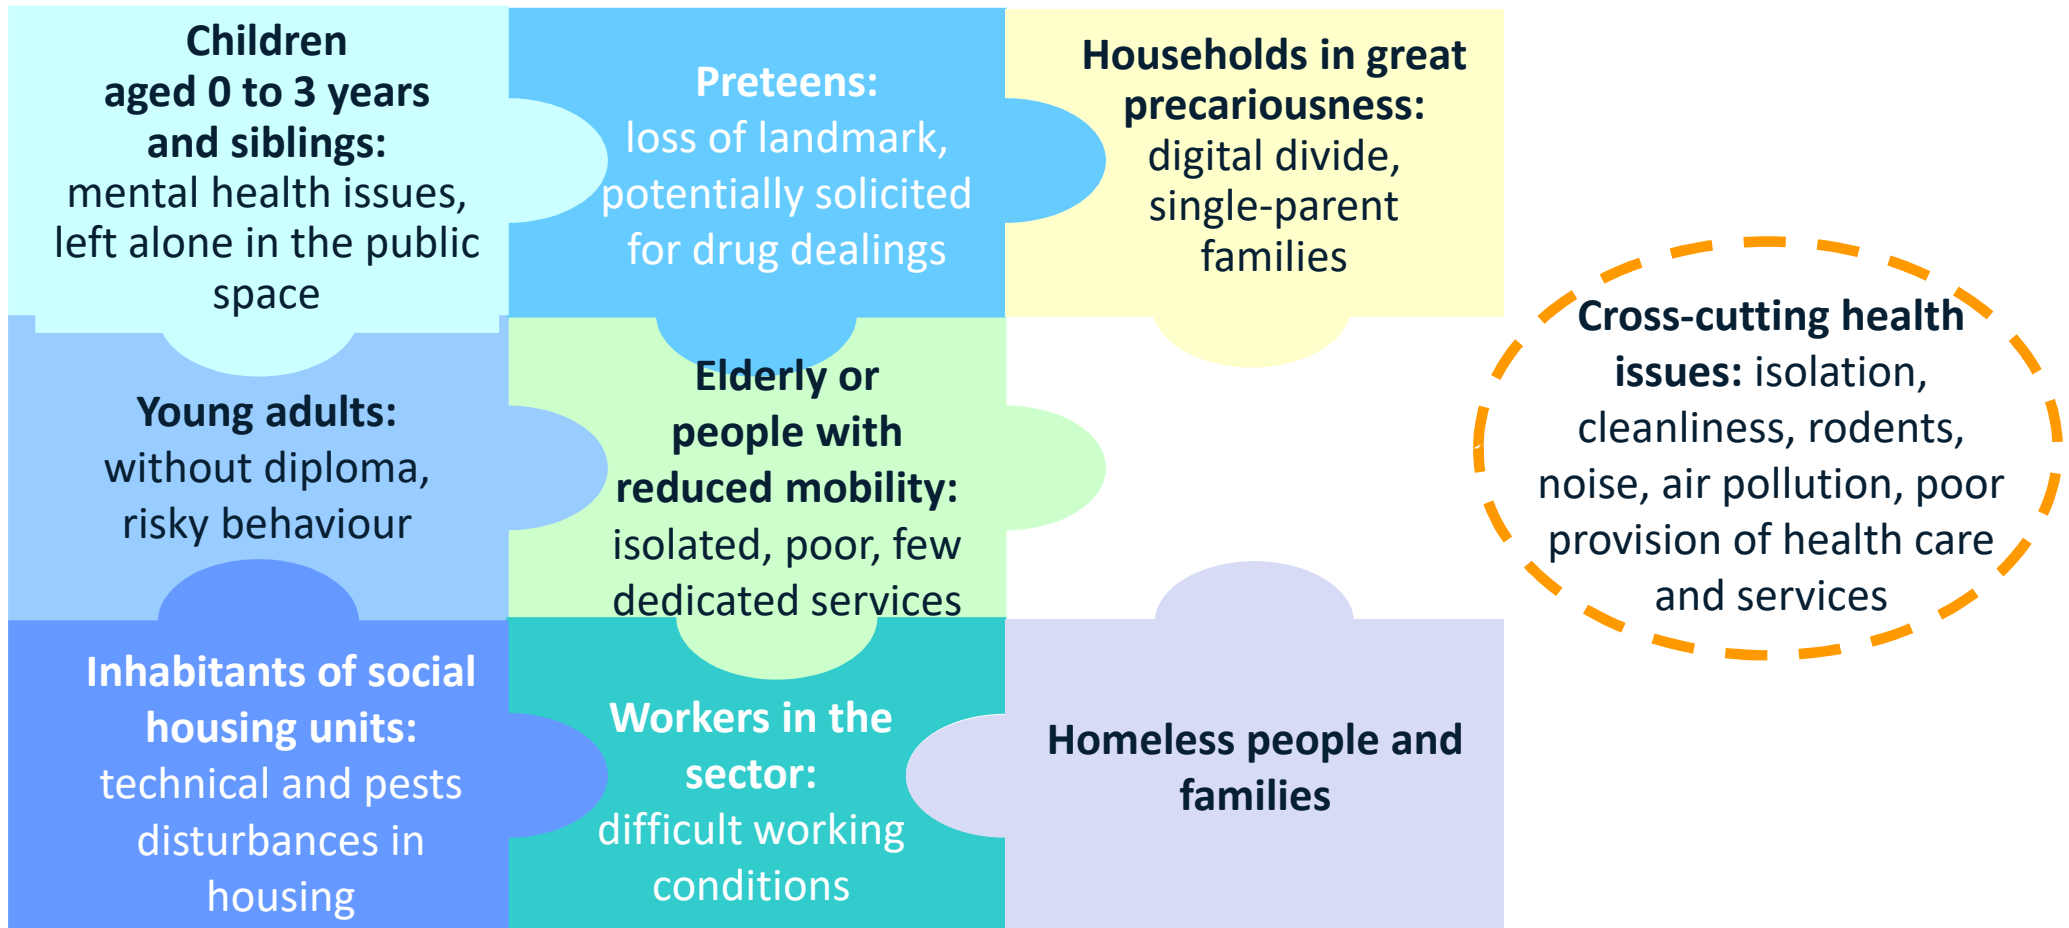 Children
aged 0 to 3 years
and siblings:
mental health issues,
left alone in the public
space
Preteens:
loss of landmark,
potentially solicited
for drug dealings
Households in great
precariousness:
digital divide,
single-parent
families
Young adults:
without diploma,
risky behaviour
Elderly or
people with
reduced mobility:
isolated, poor, few
dedicated services
Cross-cutting health
issues: isolation,
cleanliness, rodents,
noise, air pollution, poor
provision of health care
and services
Inhabitants of social
housing units:
technical and pests
disturbances in
housing
Workers in the
sector:
difficult working
conditions
Homeless people and
families